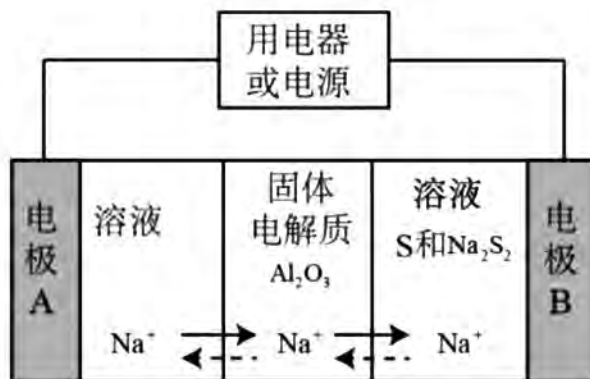 用电器
或电源
电
极
A
溶液
Na⁺
固体
电解质
Al₂O₃
Na⁺
溶液
S和Na₂S₂
Na⁺
电
极
B